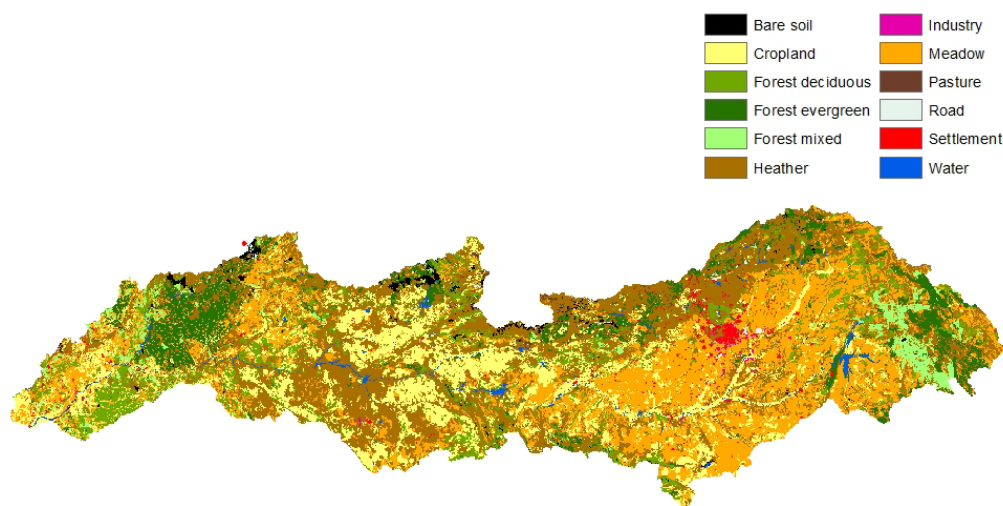 Bare soil
Cropland
Forest deciduous
Forest evergreen
Forest mixed
Heather
Industry
Meadow
Pasture
Road
Settlement
Water